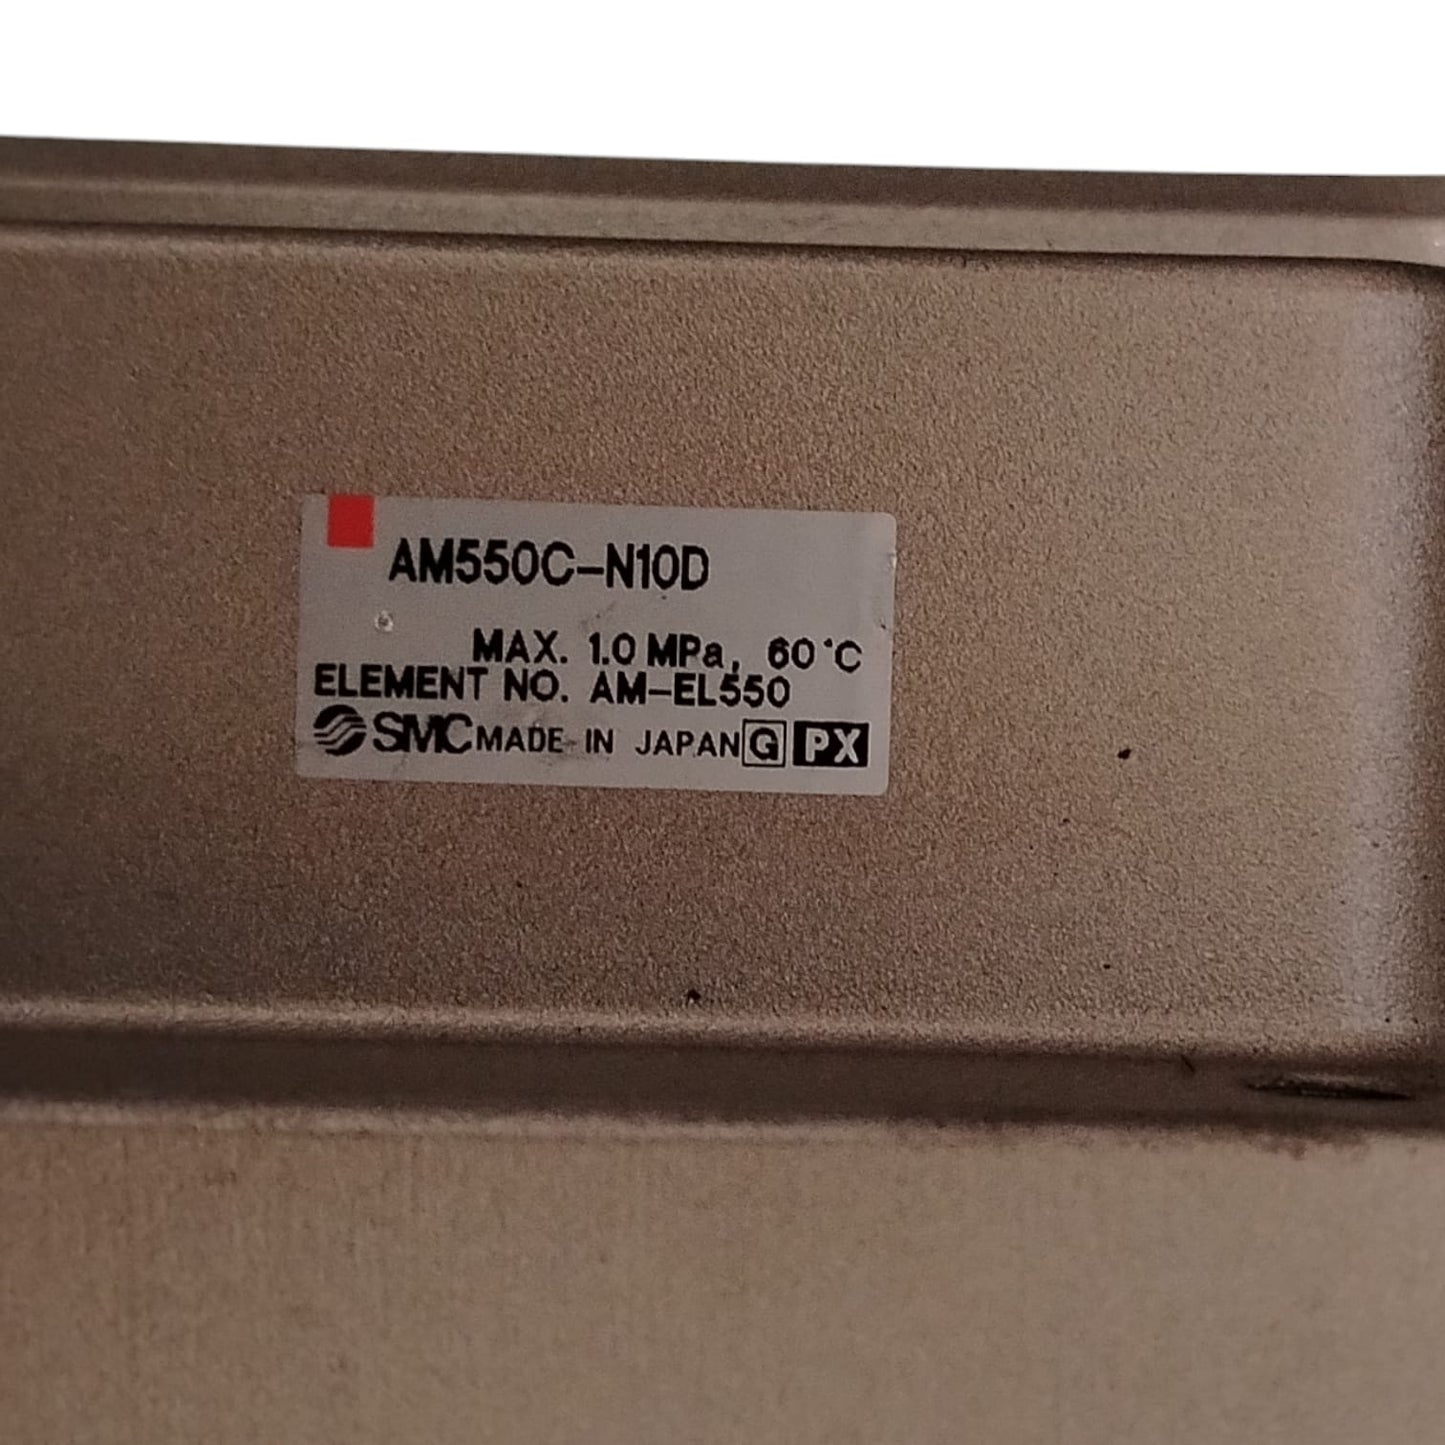 AM550C-N10D
MAX. 1.0 MPa, 60°C
ELEMENT NO. AM-EL550
SMC MADE IN JAPAN G PX